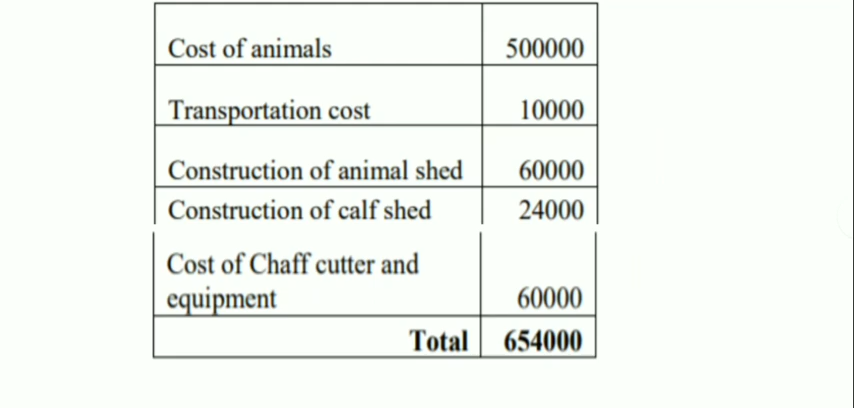 Cost of animals 500000
Transportation cost 10000
Construction of animal shed 60000
Construction of calf shed 24000
Cost of Chaff cutter and
equipment 60000
Total 654000